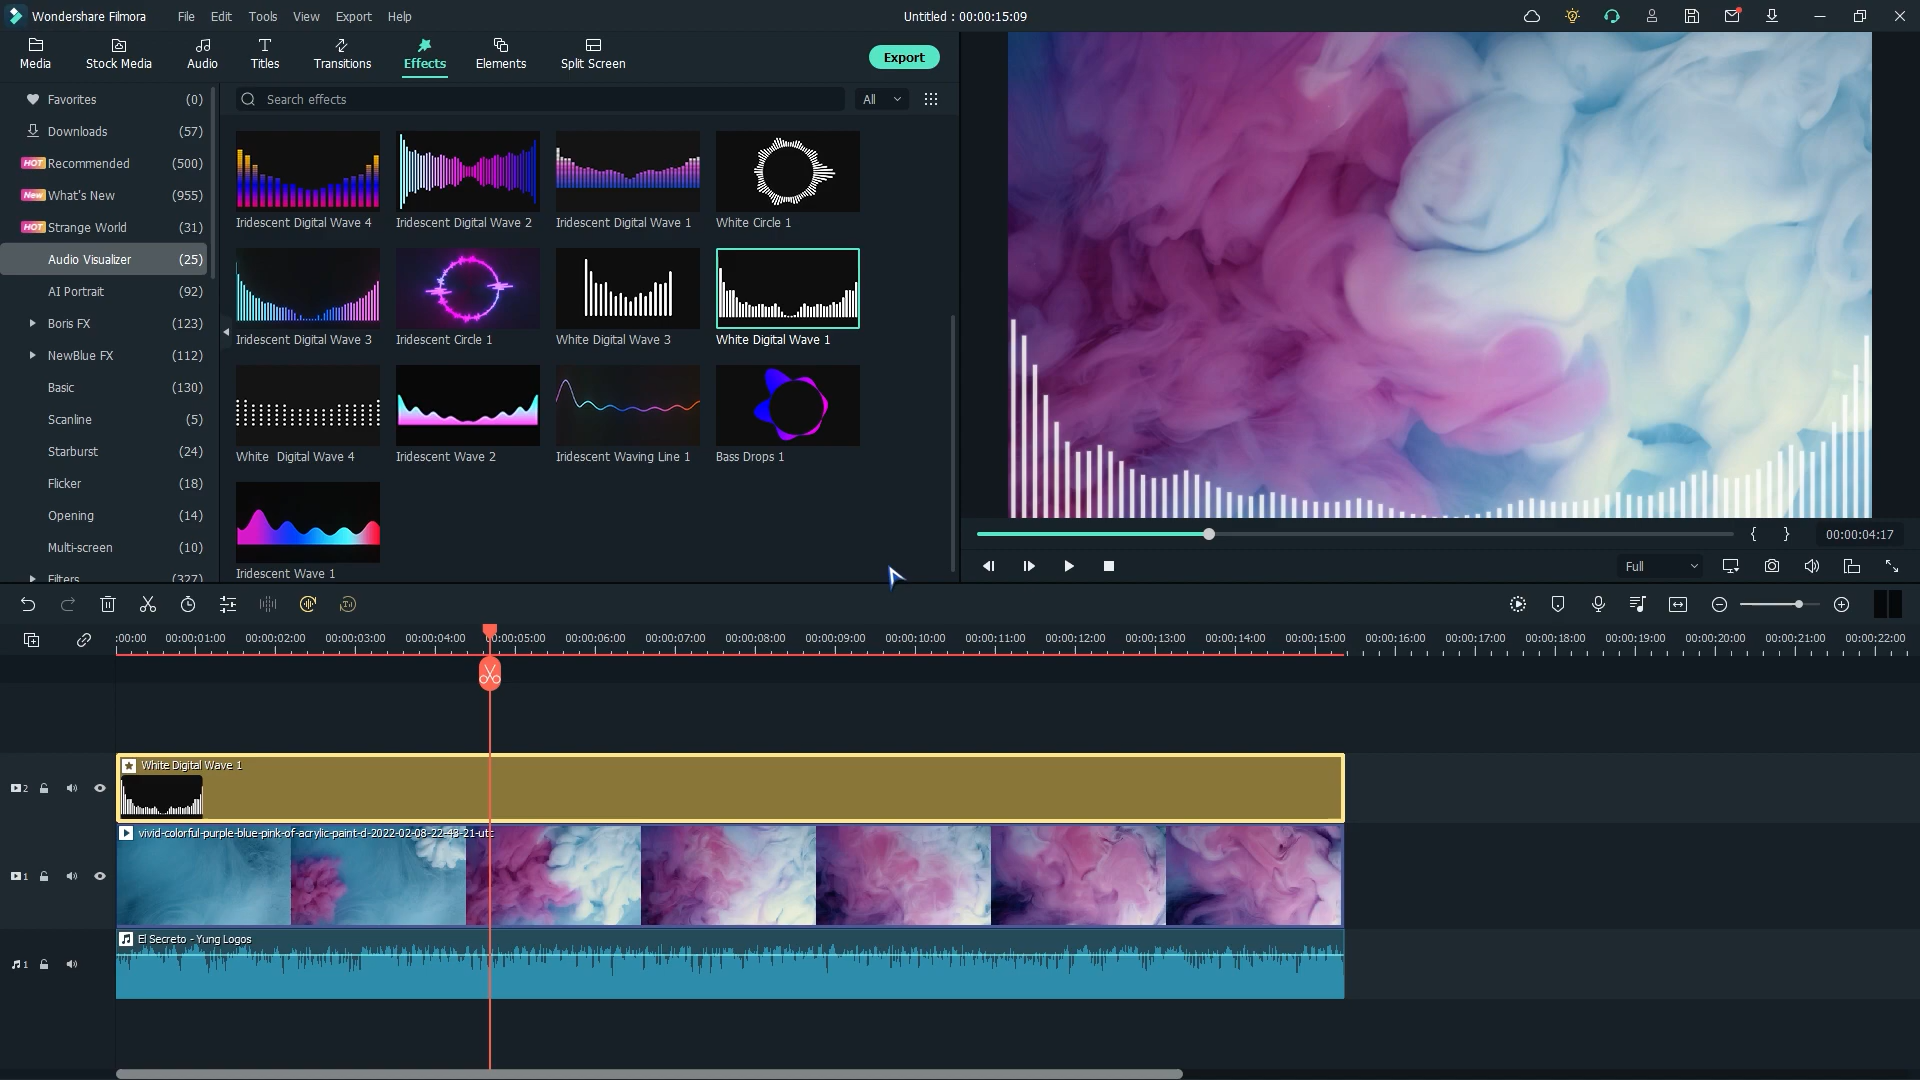 Wondershare Filmora File Edit Tools View Export Help Untitled : 00:00:15:09
Media Stock Media Audio Titles Transitions Effects Elements Split Screen Export
Favorites (0)
Downloads (57)
HOT Recommended (500)
New What's New (955)
HOT Strange World (31)
Audio Visualizer (25)
AI Portrait (92)
Boris FX (123)
NewBlue FX (112)
Basic (130)
Scanline (5)
Starburst (24)
Flicker (18)
Opening (14)
Multi-screen (10)
Filters (327)
Search effects All
Iridescent Digital Wave 4 Iridescent Digital Wave 2 Iridescent Digital Wave 1 White Circle 1
Iridescent Digital Wave 3 Iridescent Circle 1 White Digital Wave 3 White Digital Wave 1
White Digital Wave 4 Iridescent Wave 2 Iridescent Waving Line 1 Bass Drops 1
Iridescent Wave 1
{ } 00:00:04:17
Full
:00:00 00:00:01:00 00:00:02:00 00:00:03:00 00:00:04:00 00:00:05:00 00:00:06:00 00:00:07:00 00:00:08:00 00:00:09:00 00:00:10:00 00:00:11:00 00:00:12:00 00:00:13:00 00:00:14:00 00:00:15:00 00:00:16:00 00:00:17:00 00:00:18:00 00:00:19:00 00:00:20:00 00:00:21:00 00:00:22:00
White Digital Wave 1
2
vivid-colorful-purple-blue-pink-of-acrylic-paint-d-2022-02-08-22-43-21-utc
1
El Secreto - Yung Logos
1